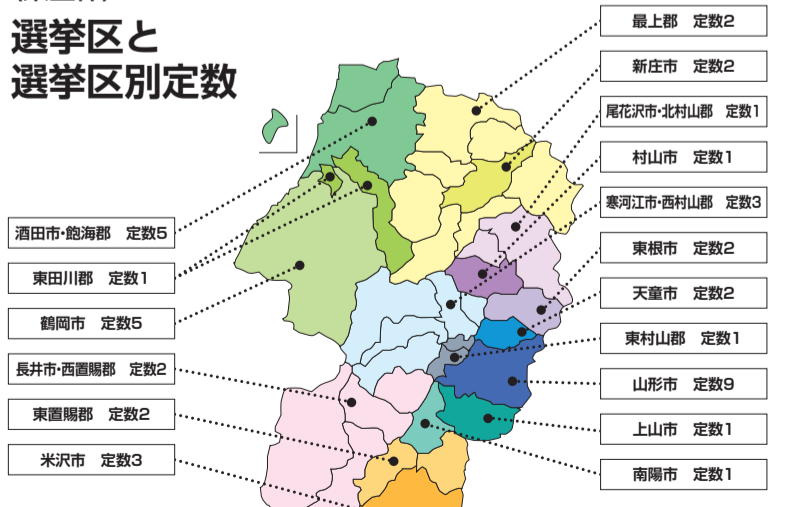 選挙区と
選挙区別定数
最上郡　定数2
新庄市　定数2
尾花沢市・北村山郡　定数1
村山市　定数1
寒河江市・西村山郡　定数3
東根市　定数2
天童市　定数2
東村山郡　定数1
山形市　定数9
上山市　定数1
南陽市　定数1
酒田市・飽海郡　定数5
東田川郡　定数1
鶴岡市　定数5
長井市・西置賜郡　定数2
東置賜郡　定数2
米沢市　定数3